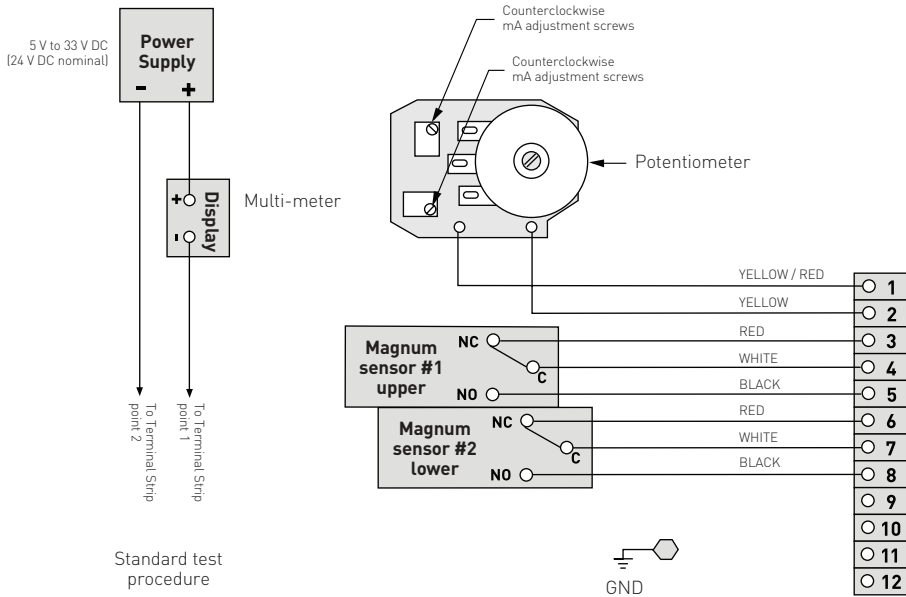 5 V to 33 V DC
(24 V DC nominal)
Power
Supply
- +
+
-
Display
Multi-meter
To Terminal Strip
point 2
To Terminal Strip
point 1
Standard test
procedure
Counterclockwise
mA adjustment screws
Counterclockwise
mA adjustment screws
Potentiometer
YELLOW / RED
YELLOW
RED
WHITE
BLACK
RED
WHITE
BLACK
Magnum
sensor #1
upper
NC
C
NO
Magnum
sensor #2
lower
NC
C
NO
GND
1
2
3
4
5
6
7
8
9
10
11
12